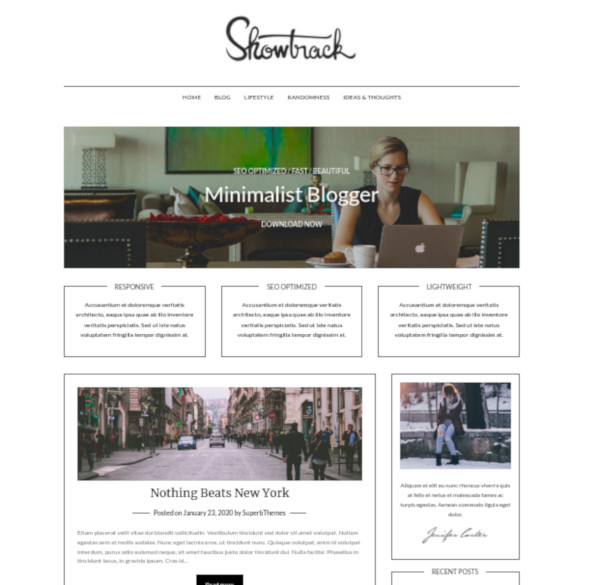 Showtrack
HOME BLOG LIFESTYLE RANDOMNESS IDEAS & THOUGHTS
SEO OPTIMIZED / FAST / BEAUTIFUL
Minimalist Blogger
DOWNLOAD NOW
RESPONSIVE
Accusantium et doloremque veritatis
architecto, eaque ipsa quae ab illo inventore
veritatis perspiciatis. Sed ut iste natus
voluptatem fringilla tempor dignissim at.
SEO OPTIMIZED
Accusantium et doloremque veritatis
architecto, eaque ipsa quae ab illo inventore
veritatis perspiciatis. Sed ut iste natus
voluptatem fringilla tempor dignissim at.
LIGHTWEIGHT
Accusantium et doloremque veritatis
architecto, eaque ipsa quae ab illo inventore
veritatis perspiciatis. Sed ut iste natus
voluptatem fringilla tempor dignissim at.
Nothing Beats New York
Posted on January 23, 2020 by SuperbThemes
Etiam placerat velit vitae dui blandit sollicitudin. Vestibulum tincidunt sed dolor sit amet volutpat. Nullam
egestas sem at mollis sodales. Nunc eget lacinia eros, ut tincidunt nunc. Quisque volutpat, enim id volutpat
interdum, purus odio euismod neque, sit amet faucibus justo dolor tincidunt dui. Nulla facilisi. Phasellus in
tincidunt lacus, in gravida ipsum. Cras id…
Read more
Aliquam et elit eu nunc rhoncus viverra quis
at felis et netus et malesuada fames ac
turpis egestas. Aenean commodo ligula eget
dolor.
Jenifer Carter
RECENT POSTS